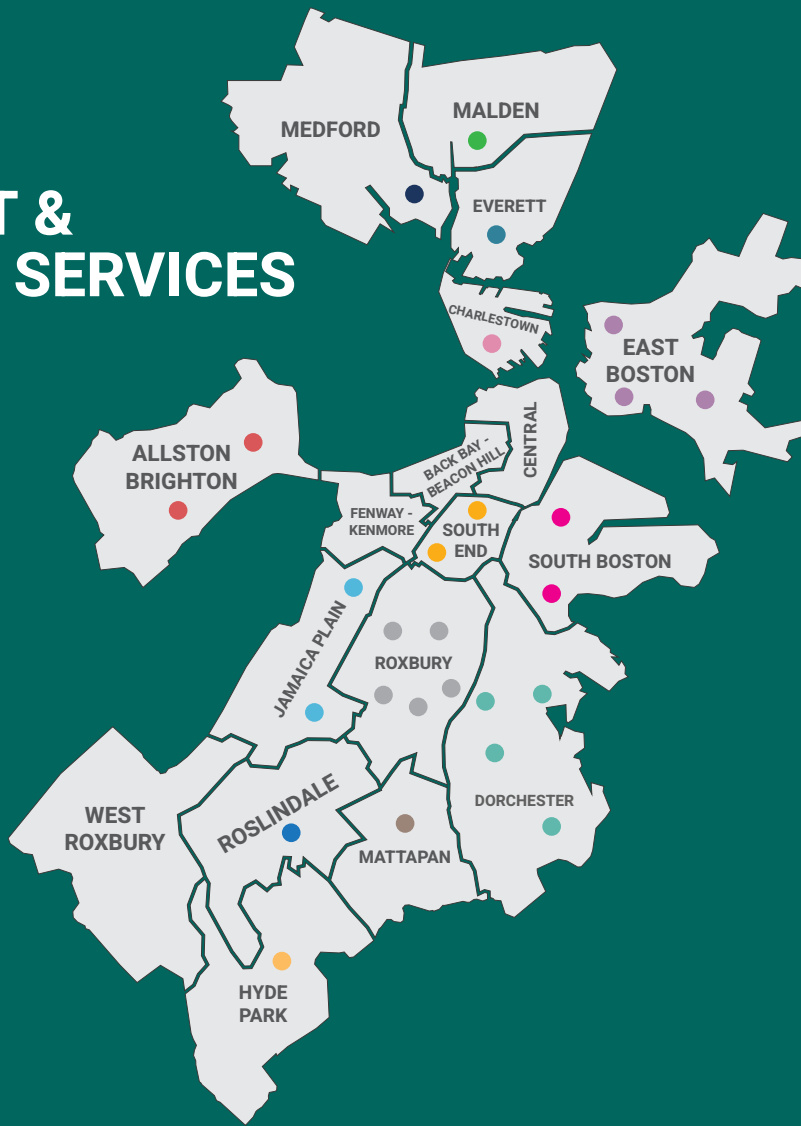 T &
SERVICES
MEDFORD
MALDEN
EVERETT
CHARLESTOWN
EAST
BOSTON
ALLSTON
BRIGHTON
BACK BAY -
BEACON HILL
CENTRAL
FENWAY -
KENMORE
SOUTH
END
SOUTH BOSTON
JAMAICA PLAIN
ROXBURY
DORCHESTER
WEST
ROXBURY
ROSLINDALE
MATTAPAN
HYDE
PARK